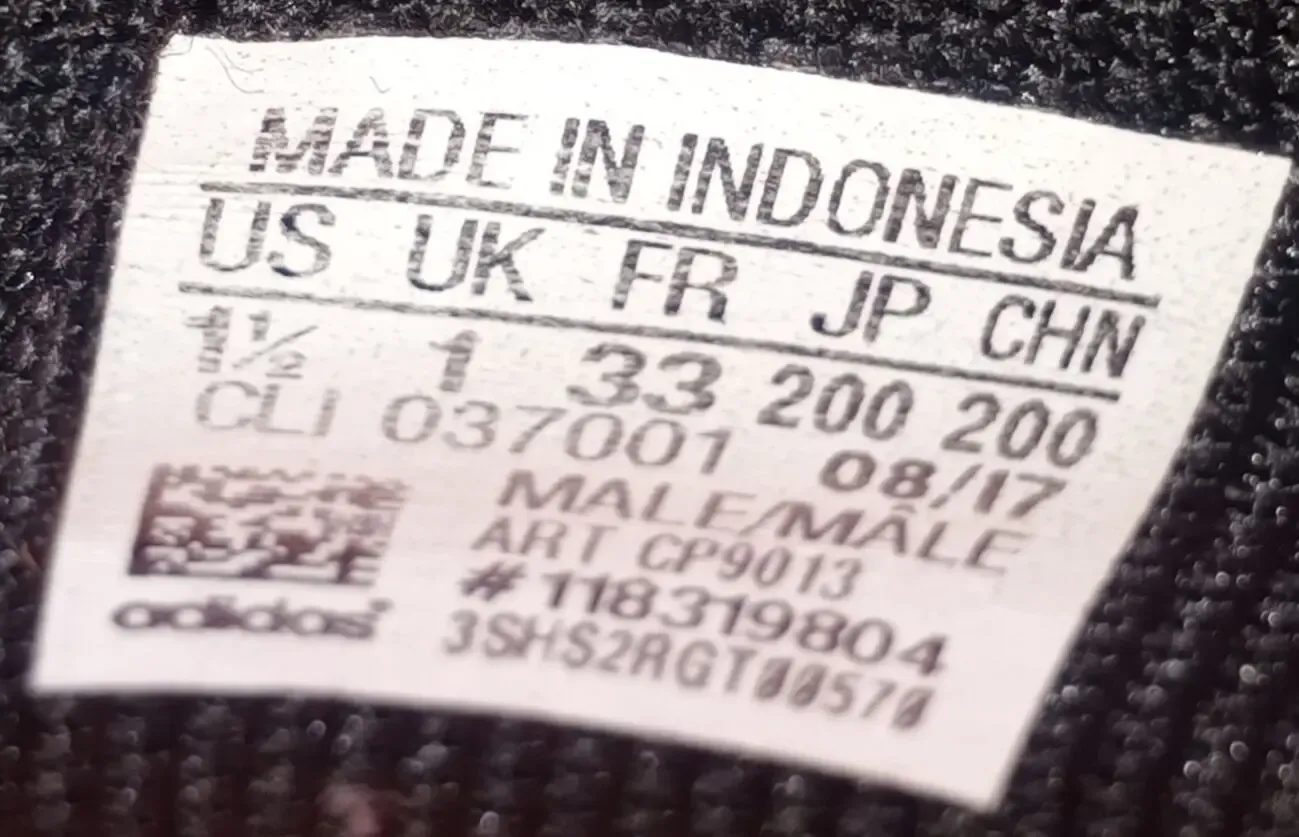 MADE IN INDONESIA
US UK FR JP CHN
1½ 1 33 200 200
CLI 037001 08/17
MALE/MÂLE
ART CP9013
# 118319804
adidas 3SHS2RGT00570